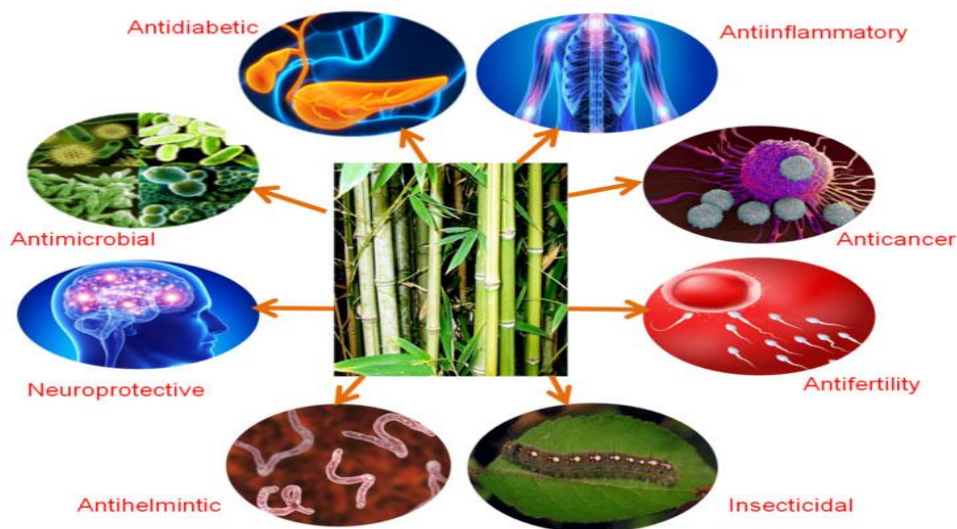 Antidiabetic
Antiinflammatory
Antimicrobial
Anticancer
Neuroprotective
Antifertility
Antihelmintic
Insecticidal